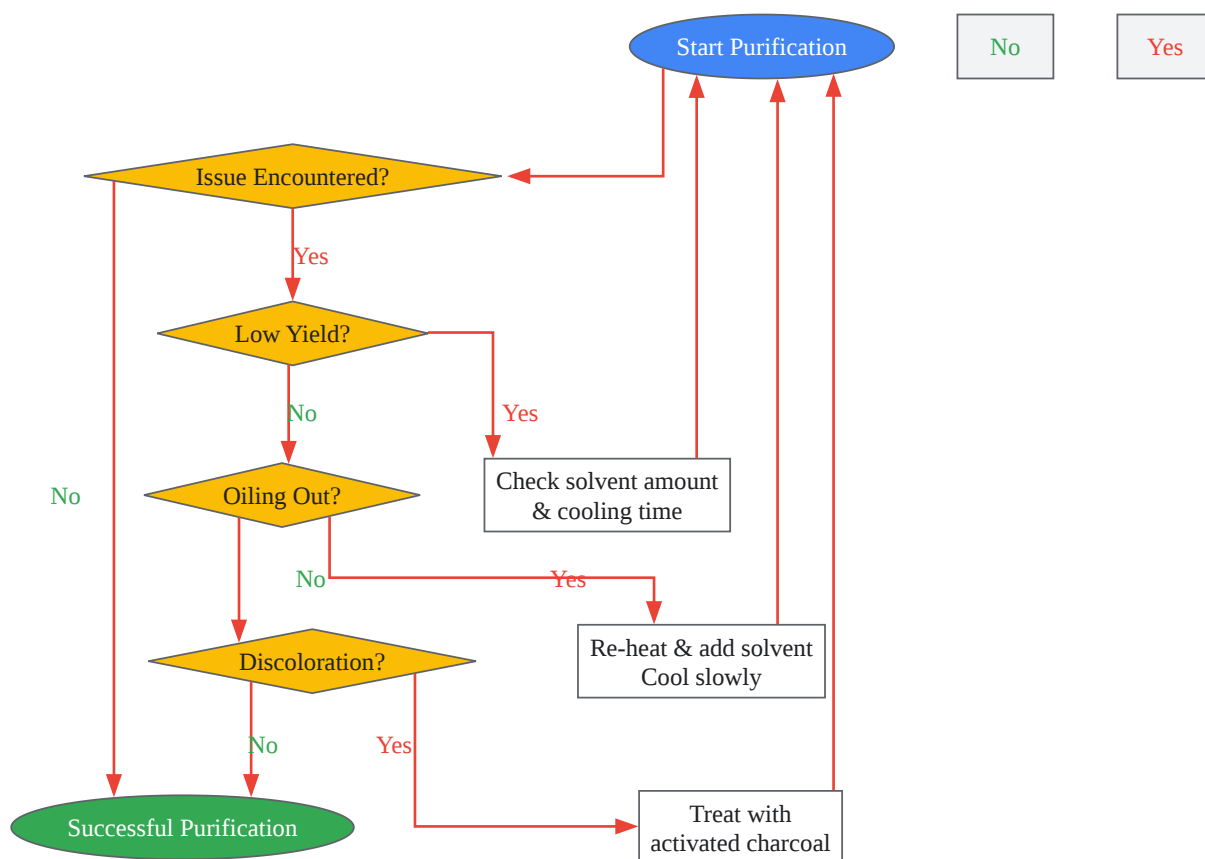 Start Purification
No
Yes
Issue Encountered?
Yes
Low Yield?
No
Yes
Check solvent amount
& cooling time
No
Oiling Out?
No
Yes
Re-heat & add solvent
Cool slowly
Discoloration?
No
Yes
Successful Purification
Treat with
activated charcoal